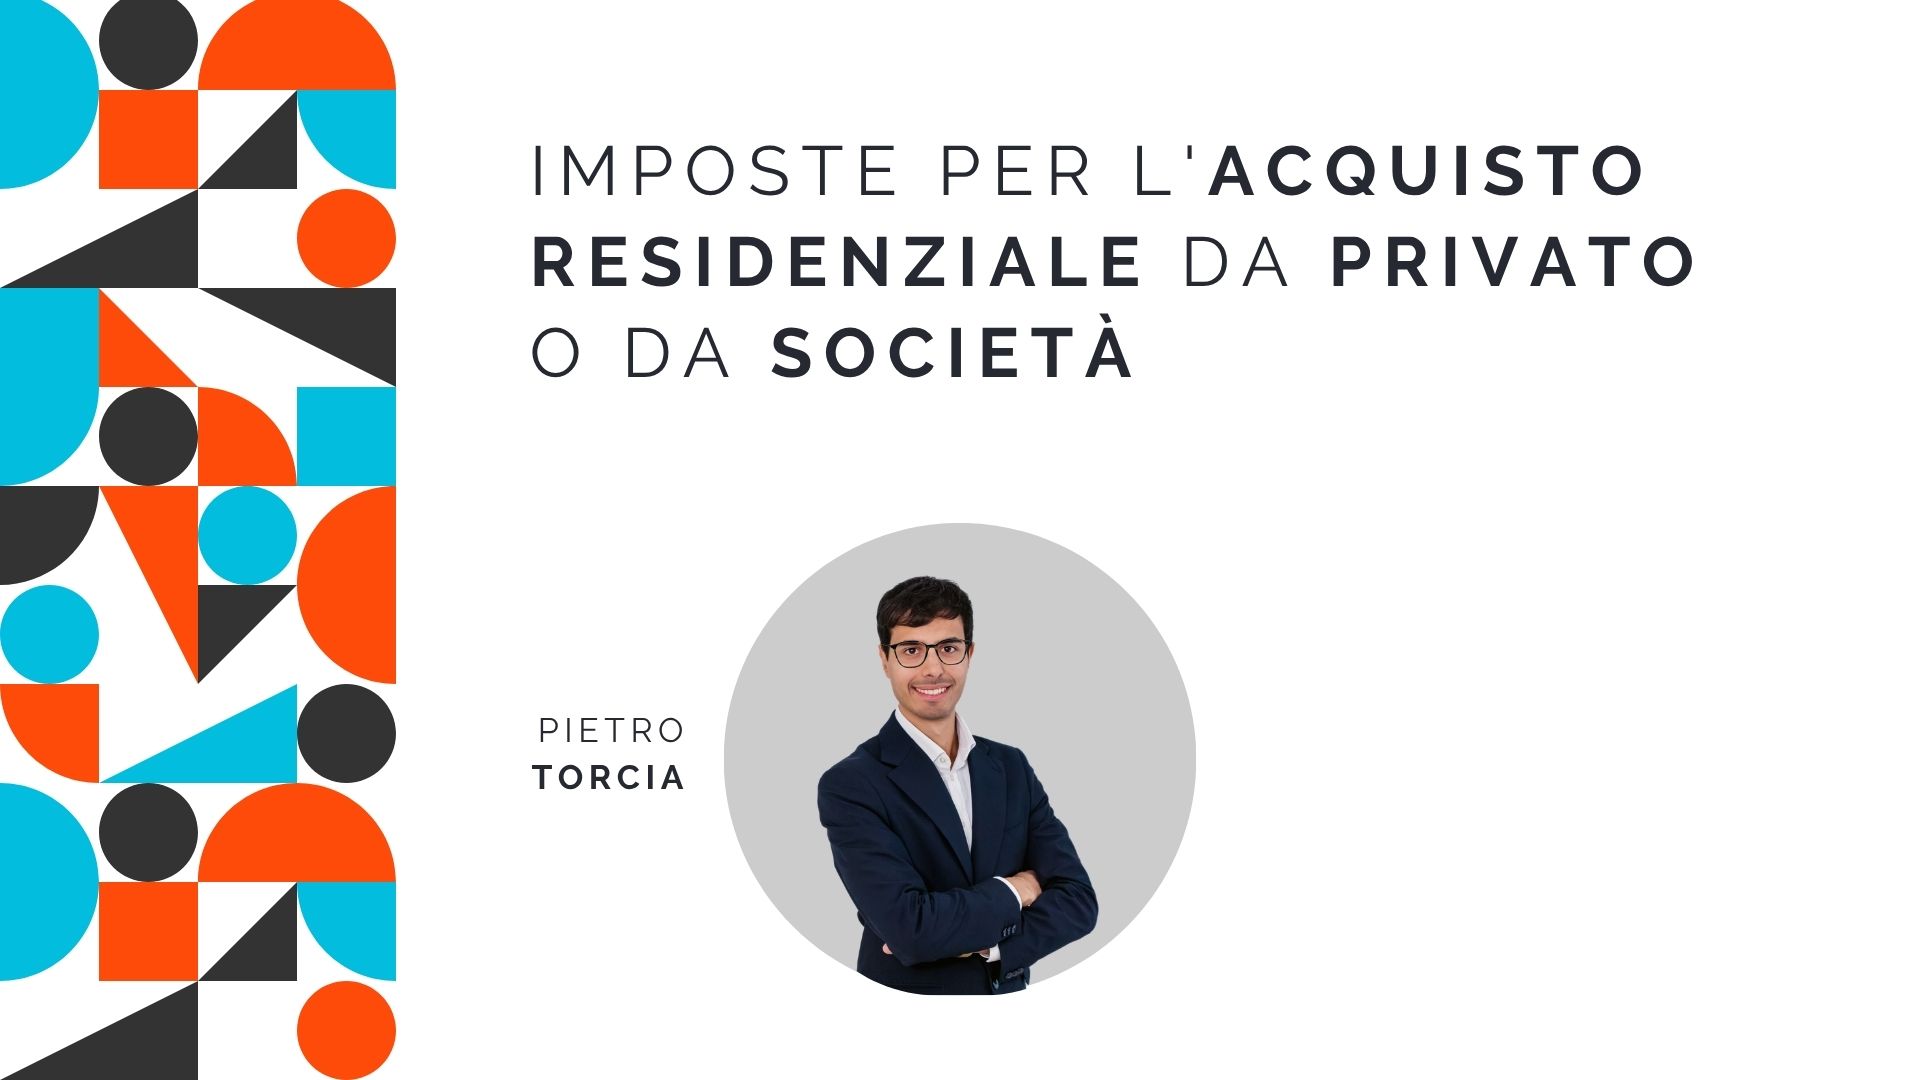 IMPOSTE PER L'ACQUISTO
RESIDENZIALE DA PRIVATO
O DA SOCIETÀ
PIETRO
TORCIA